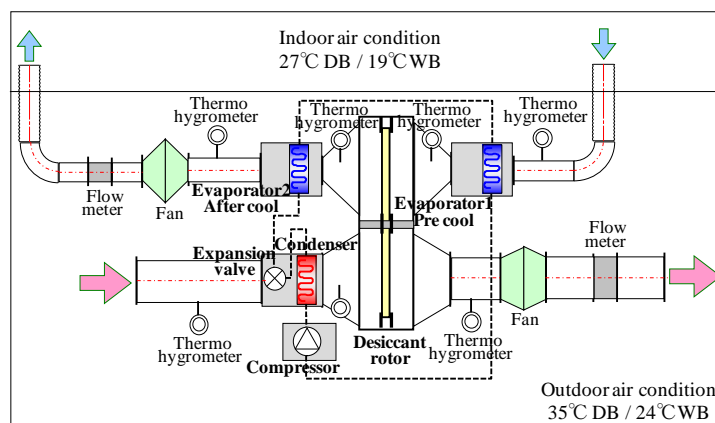 Indoor air condition
27℃ DB / 19℃WB
Thermo
hygrometer
Thermo
hygrometer
Thermo
hygrometer
Thermo
hygrometer
Flow
meter
Fan
Evaporator2
After cool
Evaporator1
Pre cool
Expansion
valve
Condenser
Flow
meter
Fan
Thermo
hygrometer
Compressor
Desiccant
rotor
Thermo
hygrometer
Outdoor air condition
35℃ DB / 24℃WB